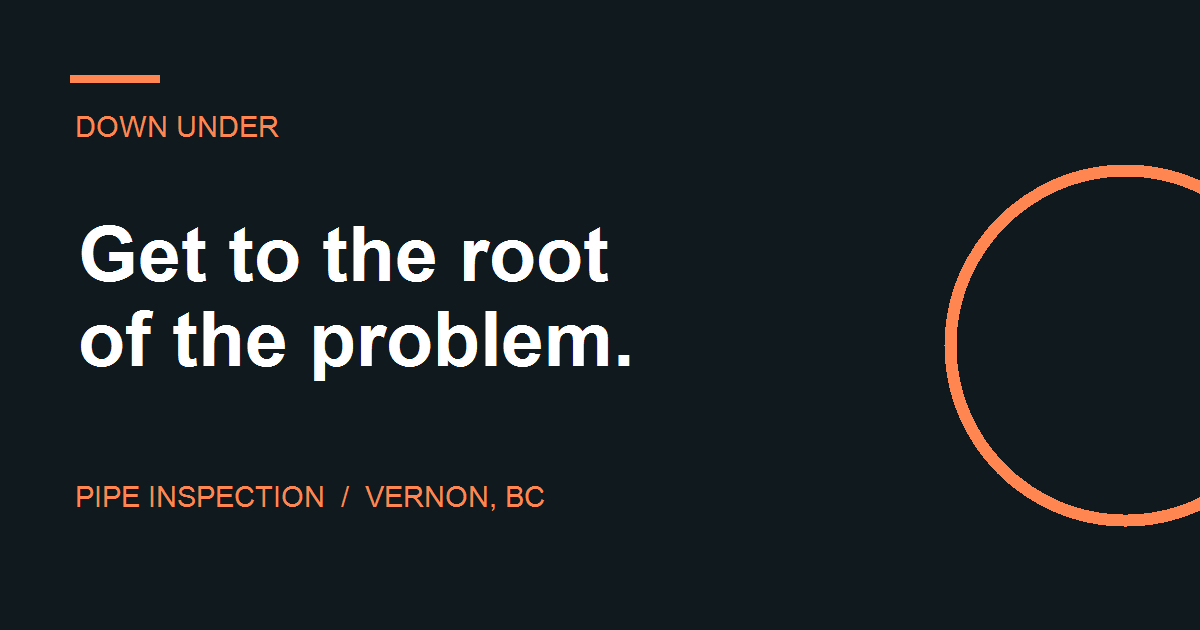 DOWN UNDER
Get to the root
of the problem.
PIPE INSPECTION / VERNON, BC